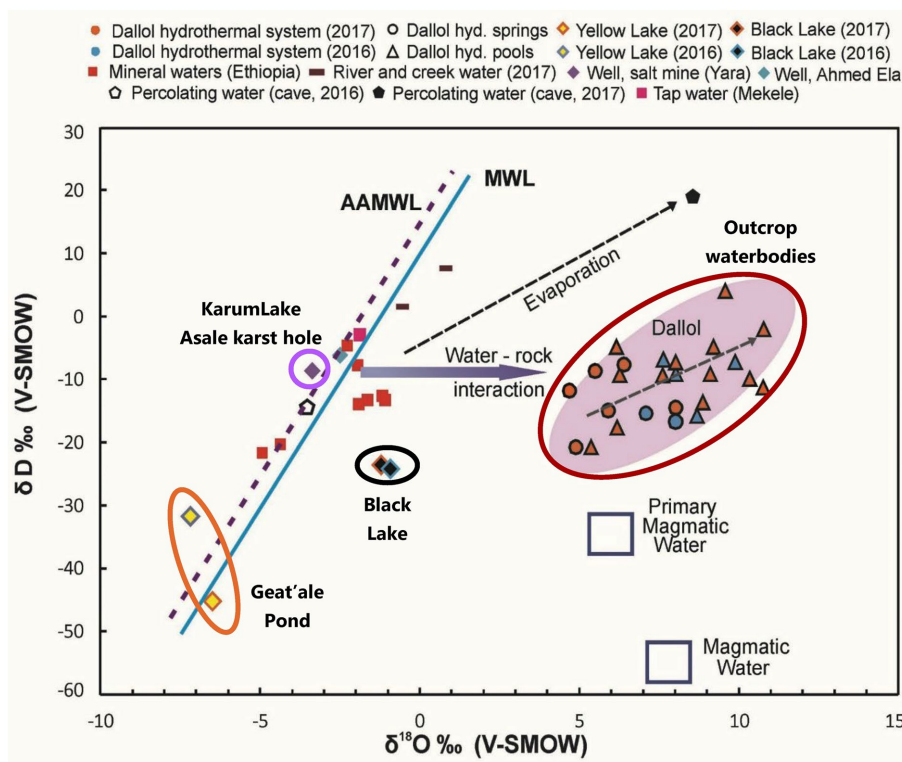 Dallol hydrothermal system (2017) Dallol hyd. springs Yellow Lake (2017) Black Lake (2017)
Dallol hydrothermal system (2016) Dallol hyd. pools Yellow Lake (2016) Black Lake (2016)
Mineral waters (Ethiopia) River and creek water (2017) Well, salt mine (Yara) Well, Ahmed Ela
Percolating water (cave, 2016) Percolating water (cave, 2017) Tap water (Mekele)
30
20
10
0
-10
-20
-30
-40
-50
-60
δ D ‰ (V-SMOW)
AAMWL
MWL
Evaporation
Outcrop
waterbodies
KarumLake
Asale karst hole
Dallol
Water - rock
interaction
Black
Lake
Primary
Magmatic
Water
Geat'ale
Pond
Magmatic
Water
-10 -5 0 5 10 15
δ¹⁸O ‰ (V-SMOW)